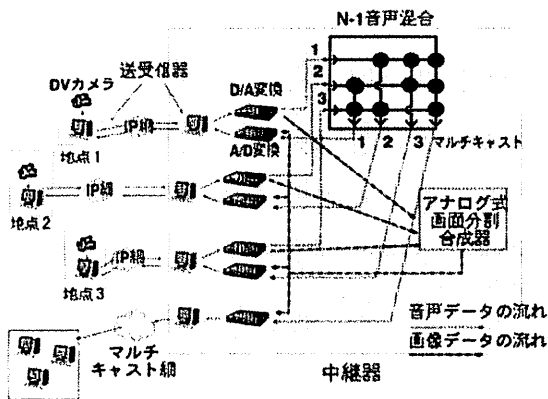 N-1音声混合
送受信器
DVカメラ
D/A変換
1
2
3
IP網
地点1
A/D変換
1
2
3
マルチキャスト
IP網
地点2
アナログ式
画面分割
合成器
IP網
地点3
音声データの流れ
画像データの流れ
マルチ
キャスト網
中継器